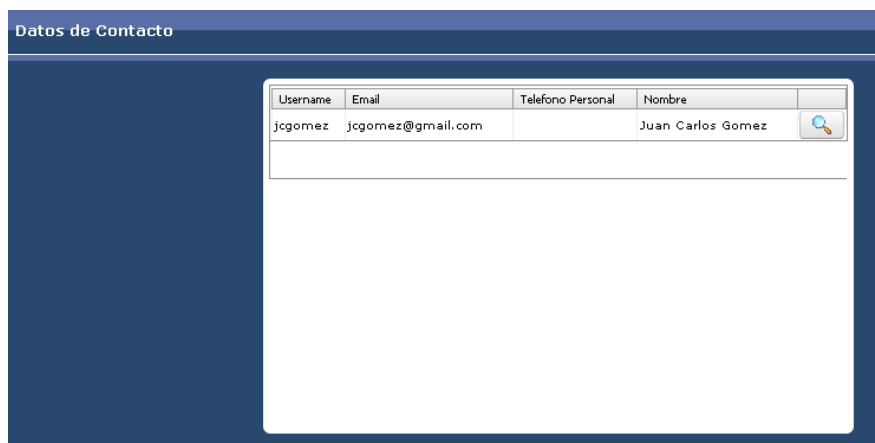 Datos de Contacto
Username Email Telefono Personal Nombre
jcgomez jcgomez@gmail.com Juan Carlos Gomez